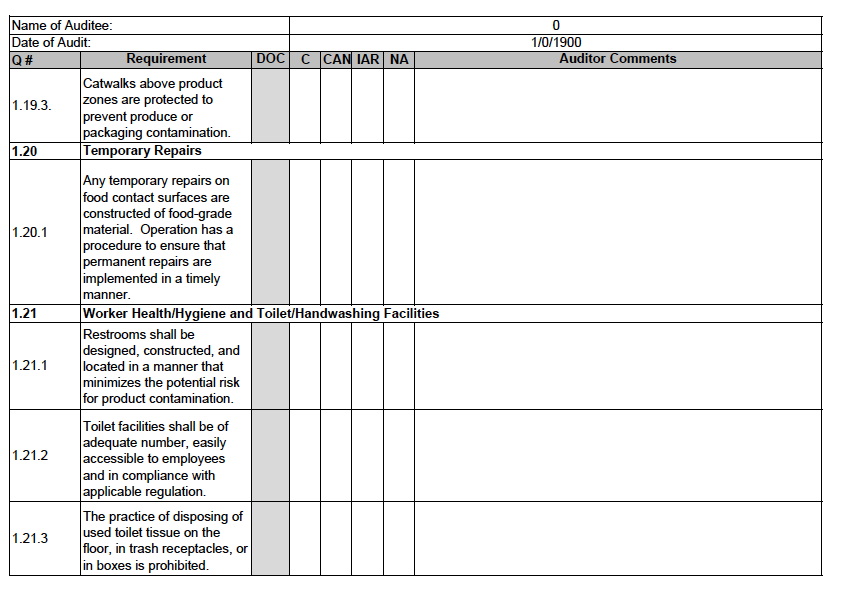 Name of Auditee: 0
Date of Audit: 1/0/1900
Q # Requirement DOC C CAN IAR NA Auditor Comments
1.19.3. Catwalks above product
zones are protected to
prevent produce or
packaging contamination.
1.20 Temporary Repairs
1.20.1 Any temporary repairs on
food contact surfaces are
constructed of food-grade
material. Operation has a
procedure to ensure that
permanent repairs are
implemented in a timely
manner.
1.21 Worker Health/Hygiene and Toilet/Handwashing Facilities
1.21.1 Restrooms shall be
designed, constructed, and
located in a manner that
minimizes the potential risk
for product contamination.
1.21.2 Toilet facilities shall be of
adequate number, easily
accessible to employees
and in compliance with
applicable regulation.
1.21.3 The practice of disposing of
used toilet tissue on the
floor, in trash receptacles, or
in boxes is prohibited.